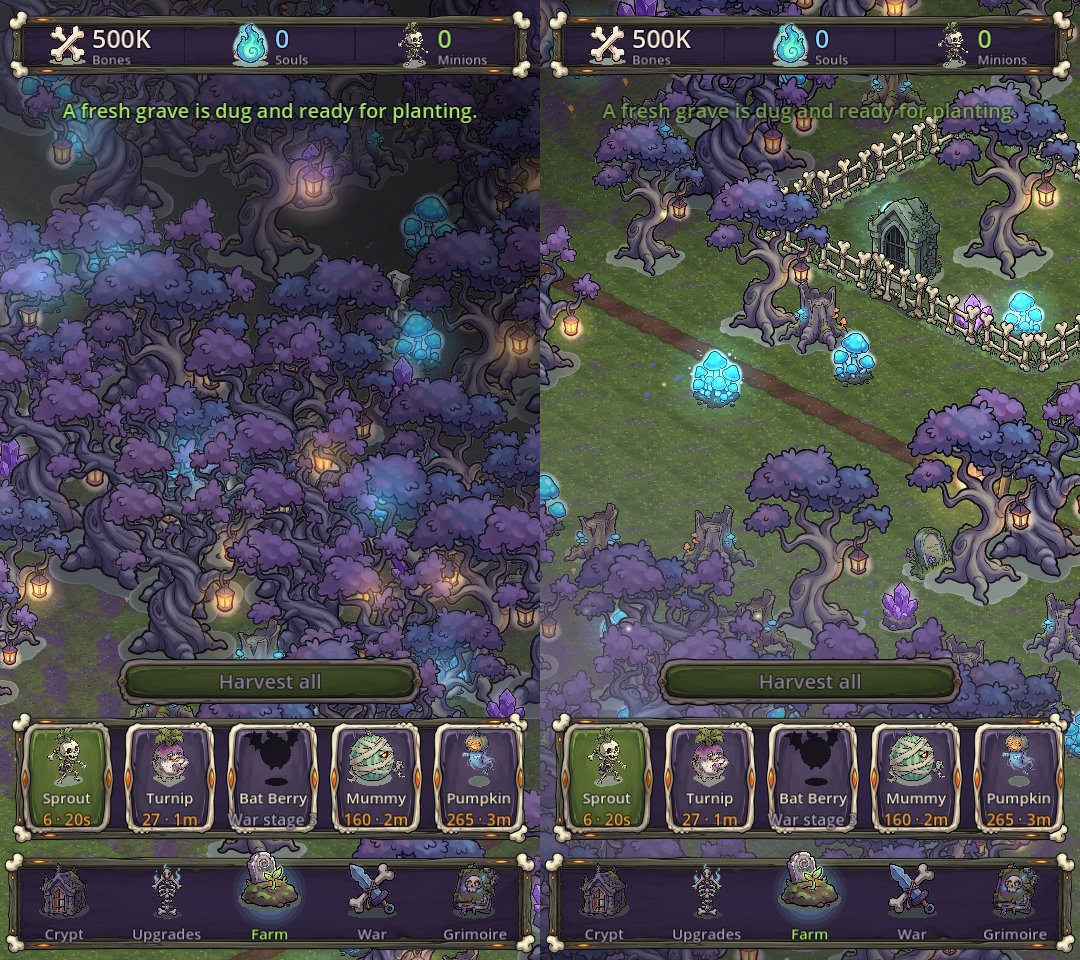 500K
Bones
0
Souls
0
Minions
A fresh grave is dug and ready for planting.
Harvest all
Sprout
6 · 20s
Turnip
27 · 1m
Bat Berry
War stage 3
Mummy
160 · 2m
Pumpkin
265 · 3m
Crypt
Upgrades
Farm
War
Grimoire
500K
Bones
0
Souls
0
Minions
A fresh grave is dug and ready for planting.
Harvest all
Sprout
6 · 20s
Turnip
27 · 1m
Bat Berry
War stage 3
Mummy
160 · 2m
Pumpkin
265 · 3m
Crypt
Upgrades
Farm
War
Grimoire